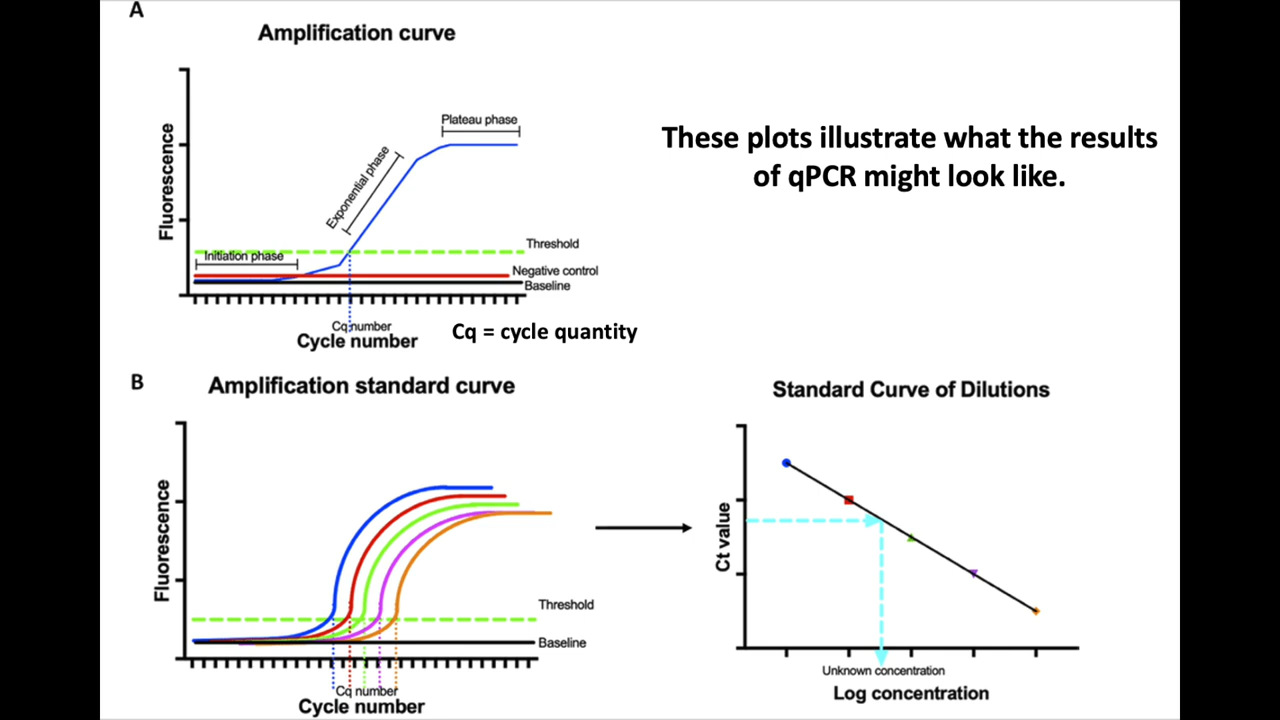 A
Amplification curve
These plots illustrate what the results
of qPCR might look like.
Fluorescence
Initiation phase
Exponential phase
Plateau phase
Threshold
Negative control
Baseline
Cq number
Cycle number
Cq = cycle quantity
B
Amplification standard curve
Fluorescence
Threshold
Baseline
Cq number
Cycle number
Standard Curve of Dilutions
Ct value
Unknown concentration
Log concentration